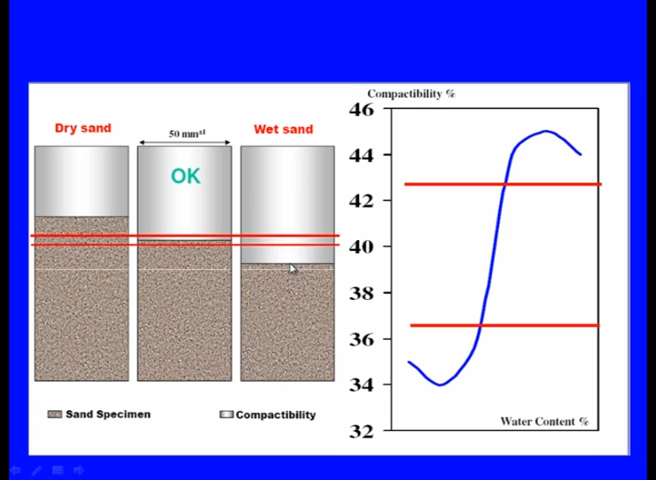 Dry sand
50 mm±1
Wet sand
OK
Sand Specimen
Compactibility
Compactibility %
46
44
42
40
38
36
34
32
Water Content %